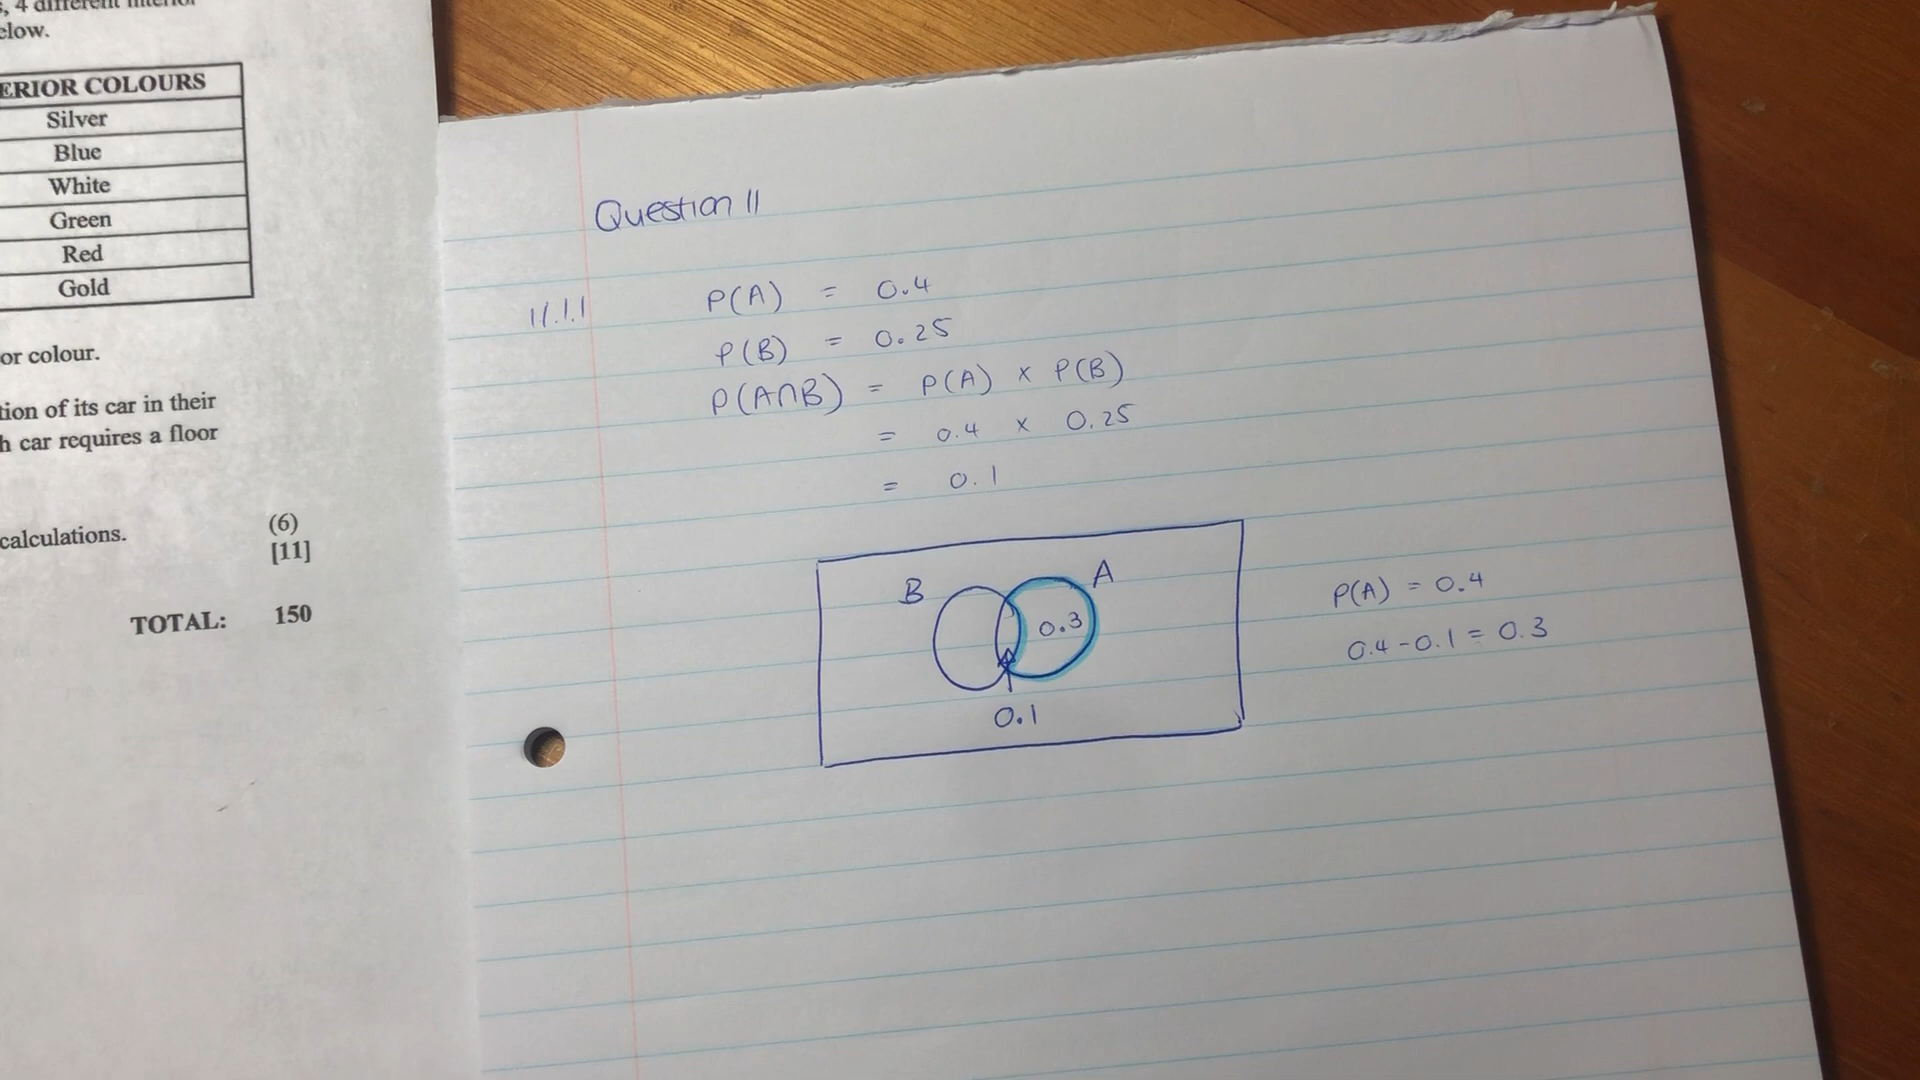 , 4 different
elow.
ERIOR COLOURS
Silver
Blue
White
Green
Red
Gold
or colour.
tion of its car in their
h car requires a floor
calculations.
(6)
[11]
TOTAL: 150
Question 11
11.1.1
P(A) = 0.4
P(B) = 0.25
P(A∩B) = P(A) x P(B)
= 0.4 x 0.25
= 0.1
B
A
0.3
0.1
P(A) = 0.4
0.4 - 0.1 = 0.3